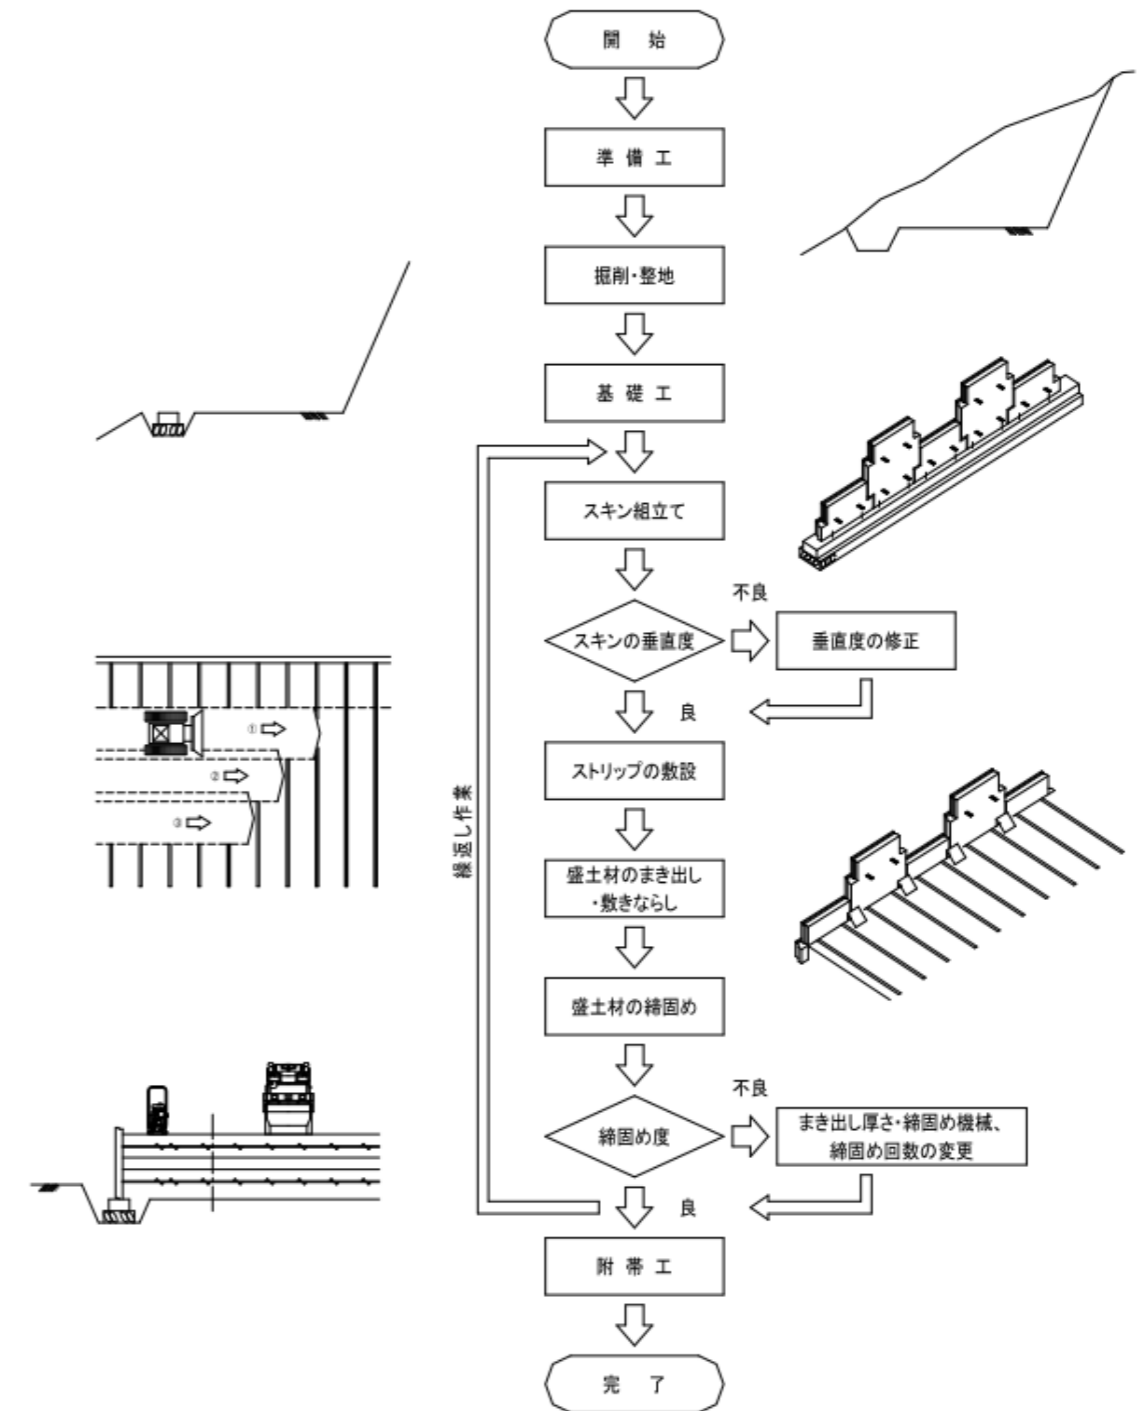 開 始
準 備 工
掘削・整地
基 礎 工
スキン組立て
スキンの垂直度
不良
垂直度の修正
良
ストリップの敷設
盛土材のまき出し
・敷きならし
盛土材の締固め
締固め度
不良
まき出し厚さ・締固め機械、
締固め回数の変更
良
附 帯 工
完 了
繰返し作業
①
②
③